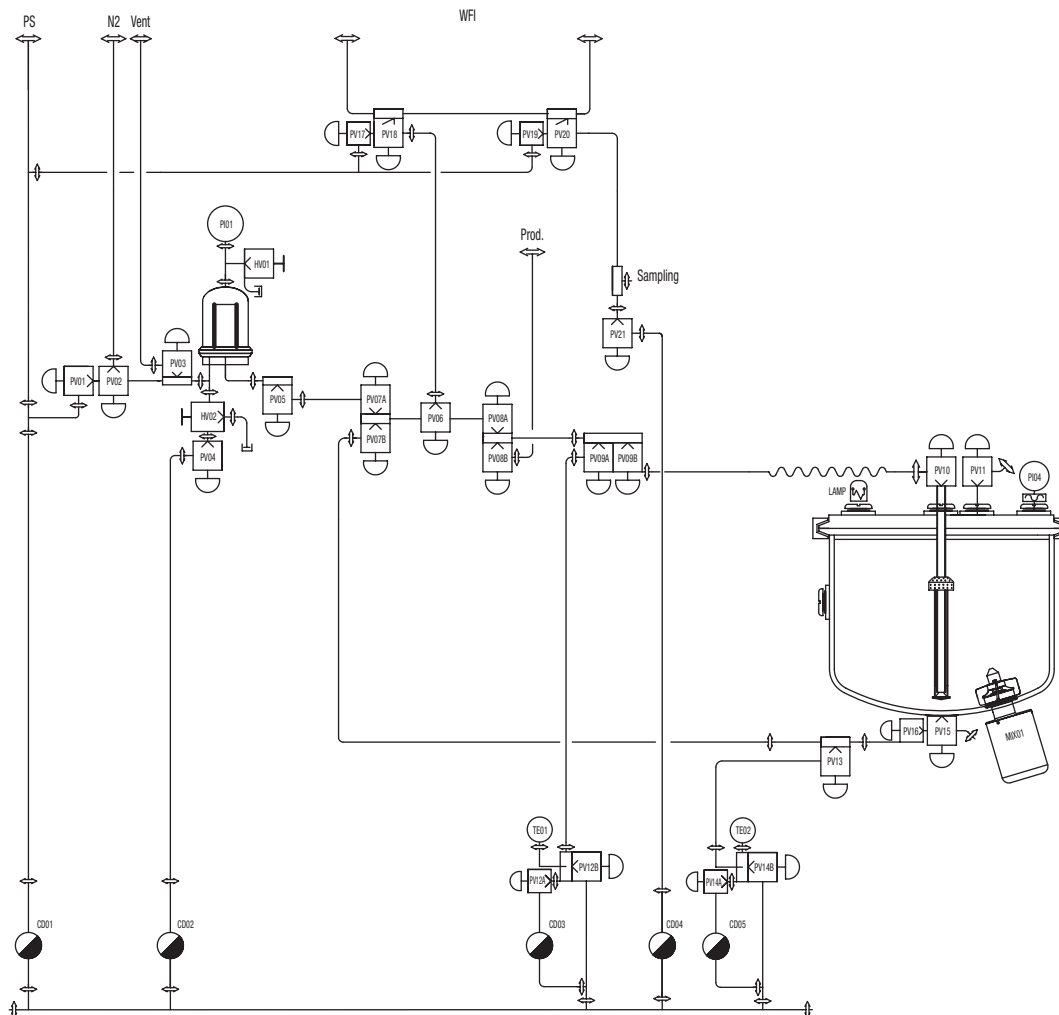 PS
N2
Vent
WFI
PV17
PV18
PV19
PV20
PI01
HV01
Prod.
Sampling
PV21
PV03
PV01
PV02
PV05
PV07A
PV06
PV08A
HV02
PV07B
PV08B
PV04
PV09A
PV09B
PV10
PV11
PI04
LAMP
PV16
PV15
MIX01
PV13
TE01
TE02
PV12B
PV14B
PV12A
PV14A
CD01
CD02
CD03
CD04
CD05